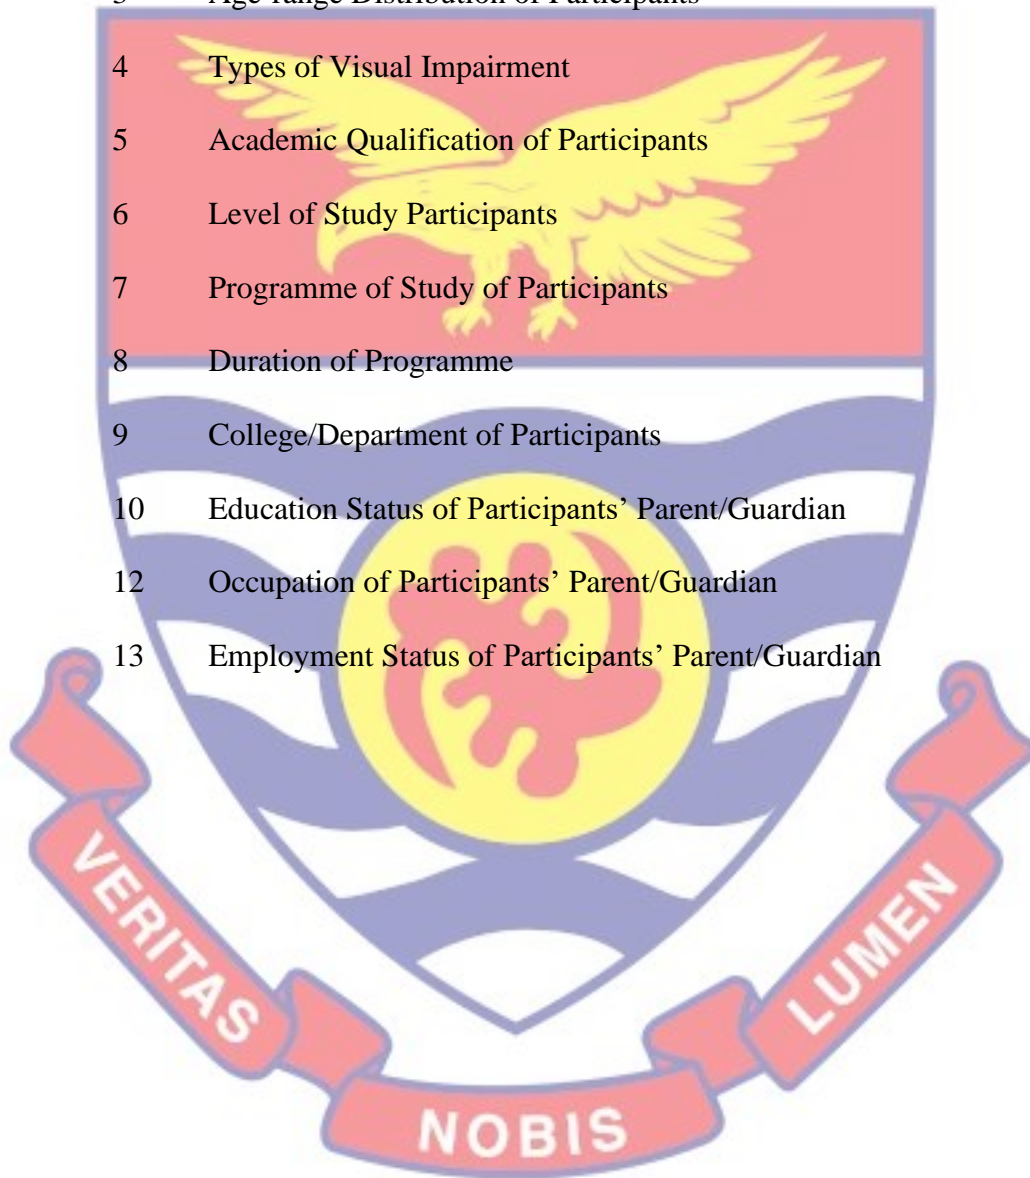 3 Age-range Distribution of Participants
4 Types of Visual Impairment
5 Academic Qualification of Participants
6 Level of Study Participants
7 Programme of Study of Participants
8 Duration of Programme
9 College/Department of Participants
10 Education Status of Participants’ Parent/Guardian
12 Occupation of Participants’ Parent/Guardian
13 Employment Status of Participants’ Parent/Guardian
VERITAS
NOBIS
LUMEN